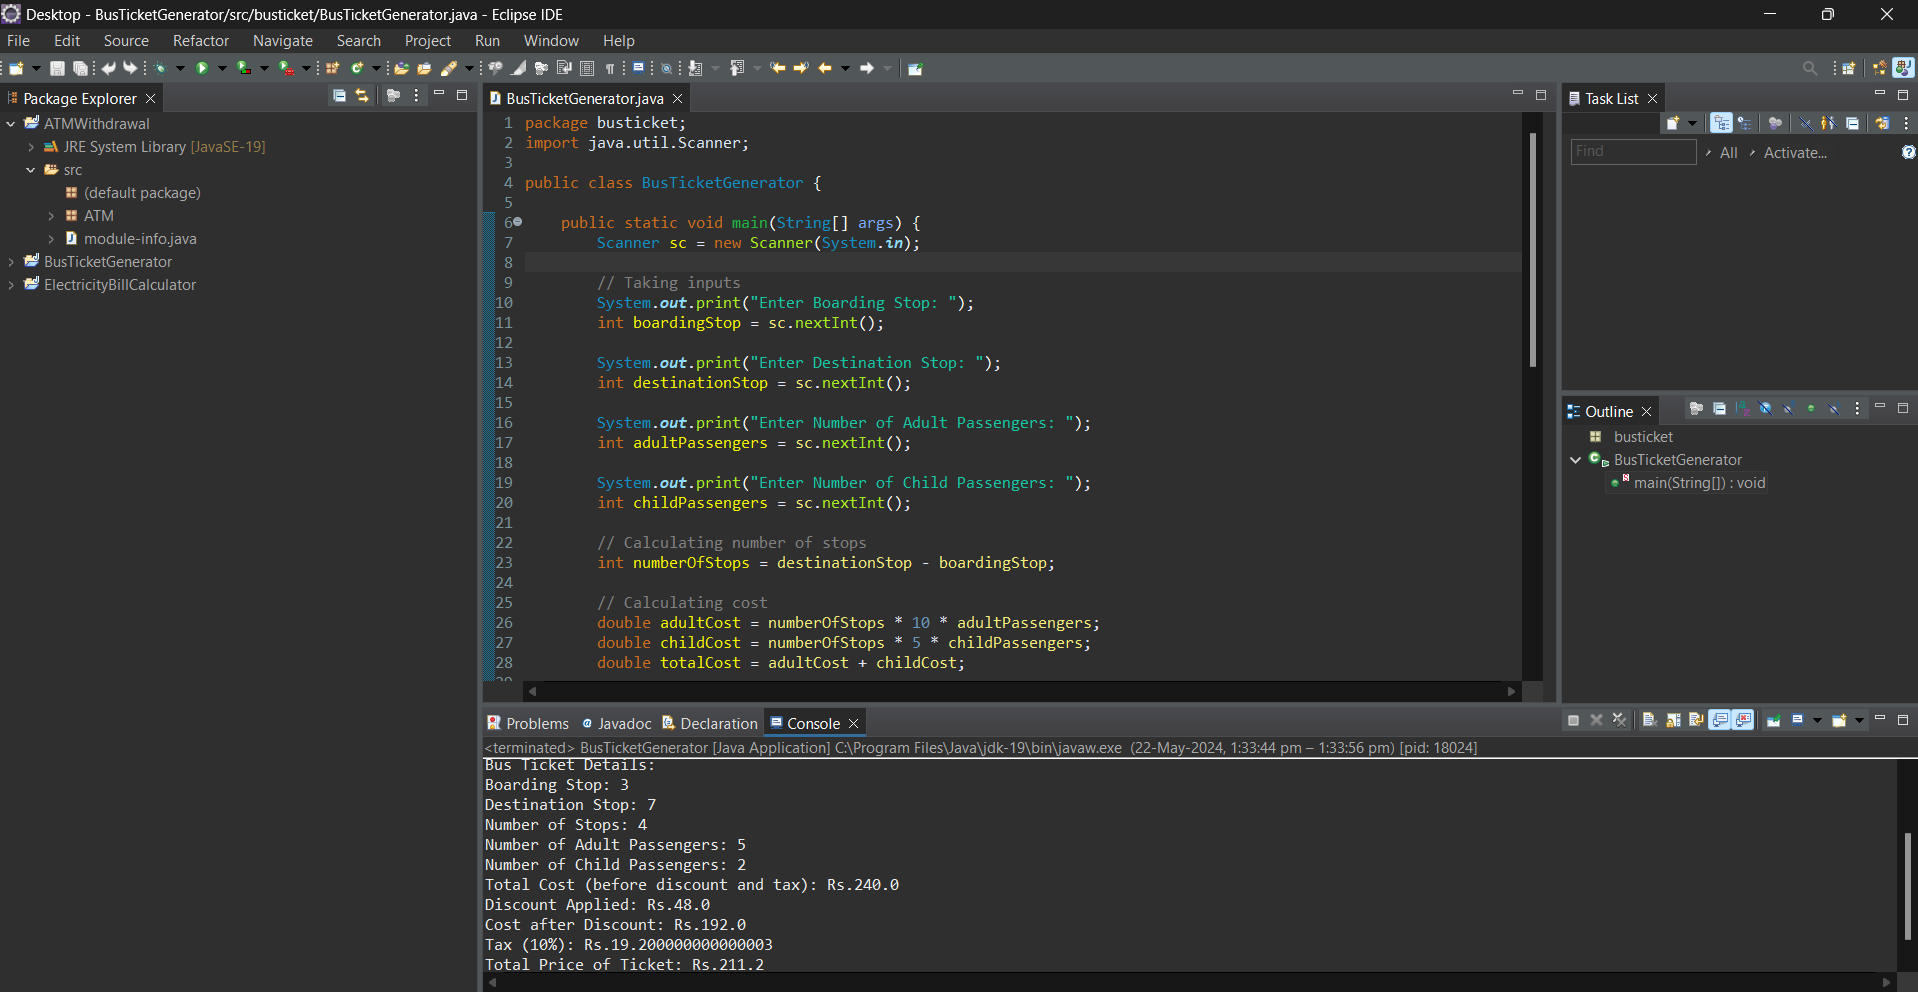 Desktop - BusTicketGenerator/src/busticket/BusTicketGenerator.java - Eclipse IDE
File Edit Source Refactor Navigate Search Project Run Window Help
Package Explorer
ATMWithdrawal
JRE System Library [JavaSE-19]
src
(default package)
ATM
module-info.java
BusTicketGenerator
ElectricityBillCalculator
BusTicketGenerator.java
1 package busticket;
2 import java.util.Scanner;
3
4 public class BusTicketGenerator {
5
6 public static void main(String[] args) {
7 Scanner sc = new Scanner(System.in);
8
9 // Taking inputs
10 System.out.print("Enter Boarding Stop: ");
11 int boardingStop = sc.nextInt();
12
13 System.out.print("Enter Destination Stop: ");
14 int destinationStop = sc.nextInt();
15
16 System.out.print("Enter Number of Adult Passengers: ");
17 int adultPassengers = sc.nextInt();
18
19 System.out.print("Enter Number of Child Passengers: ");
20 int childPassengers = sc.nextInt();
21
22 // Calculating number of stops
23 int numberOfStops = destinationStop - boardingStop;
24
25 // Calculating cost
26 double adultCost = numberOfStops * 10 * adultPassengers;
27 double childCost = numberOfStops * 5 * childPassengers;
28 double totalCost = adultCost + childCost;
29
Task List
Find All Activate...
Outline
busticket
BusTicketGenerator
main(String[]) : void
Problems Javadoc Declaration Console
<terminated> BusTicketGenerator [Java Application] C:\Program Files\Java\jdk-19\bin\javaw.exe (22-May-2024, 1:33:44 pm – 1:33:56 pm) [pid: 18024]
Bus Ticket Details:
Boarding Stop: 3
Destination Stop: 7
Number of Stops: 4
Number of Adult Passengers: 5
Number of Child Passengers: 2
Total Cost (before discount and tax): Rs.240.0
Discount Applied: Rs.48.0
Cost after Discount: Rs.192.0
Tax (10%): Rs.19.200000000000003
Total Price of Ticket: Rs.211.2